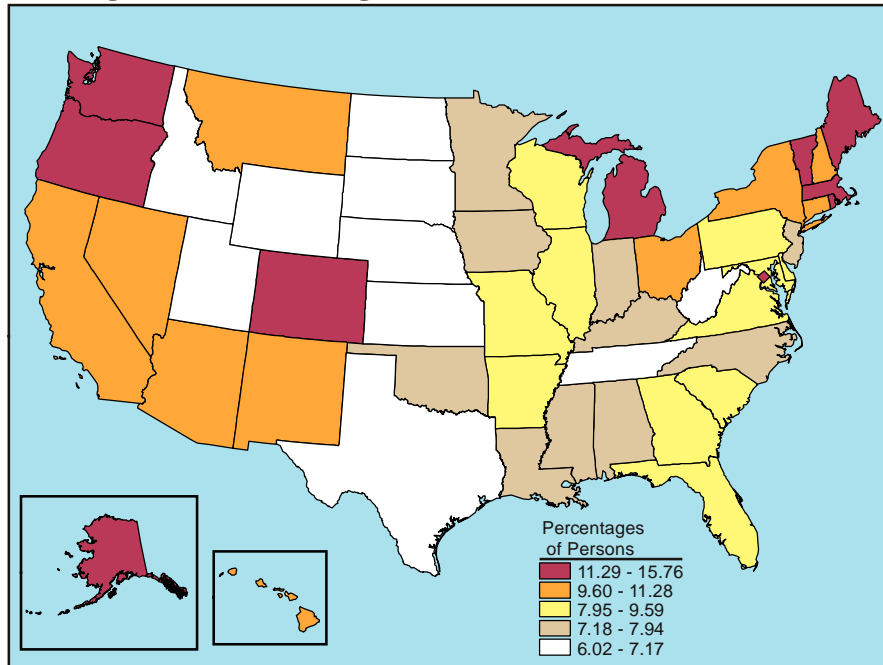 Percentages
of Persons
11.29 - 15.76
9.60 - 11.28
7.95 - 9.59
7.18 - 7.94
6.02 - 7.17